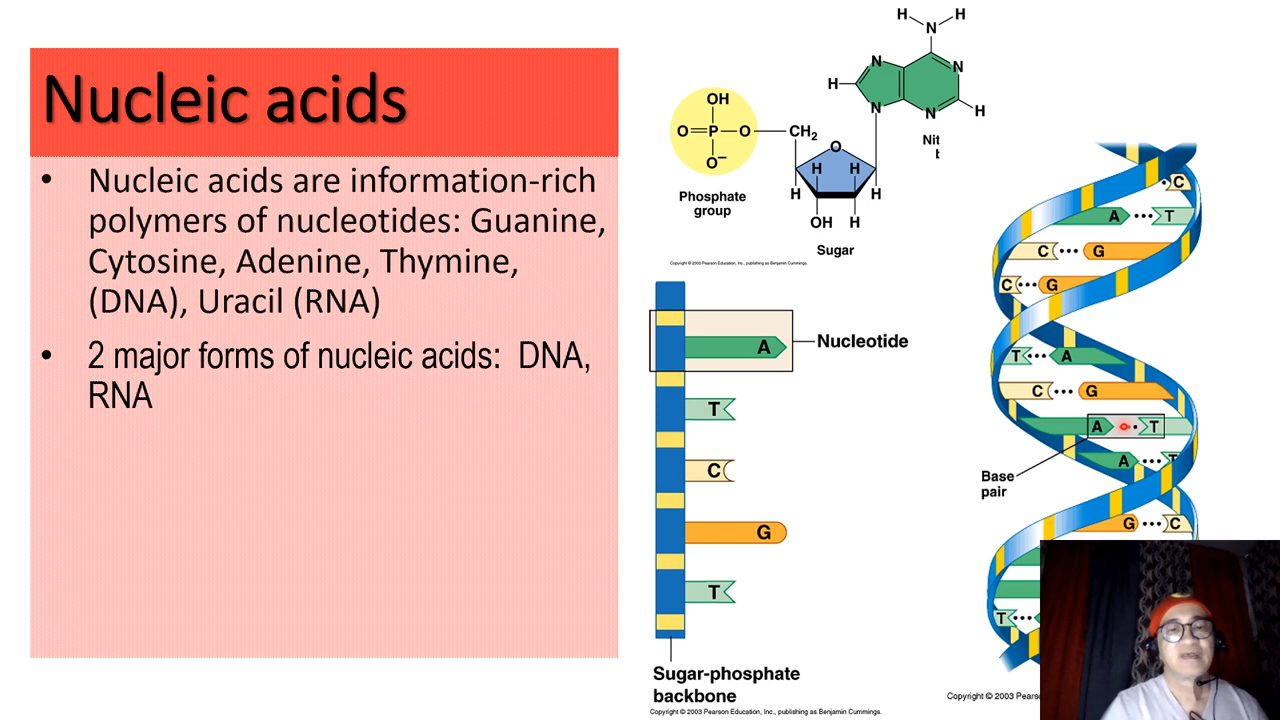 Nucleic acids
• Nucleic acids are information-rich
polymers of nucleotides: Guanine,
Cytosine, Adenine, Thymine,
(DNA), Uracil (RNA)
• 2 major forms of nucleic acids: DNA,
RNA
H H
N
N N
H
N N H
OH
O=P—O—CH2
O−
O
H H
H H
OH H
Phosphate
group
Sugar
Nit
Copyright © 2003 Pearson Education, Inc., publishing as Benjamin Cummings.
A
Nucleotide
T
C
G
T
Sugar-phosphate
backbone
Copyright © 2003 Pearson Education, Inc., publishing as Benjamin Cummings.
C
A ••• T
C ••• G
C ••• G
T ••• A
C ••• G
A • T
A ••• T
Base
pair
G ••• C
T •••
Copyright © 2003 Pears